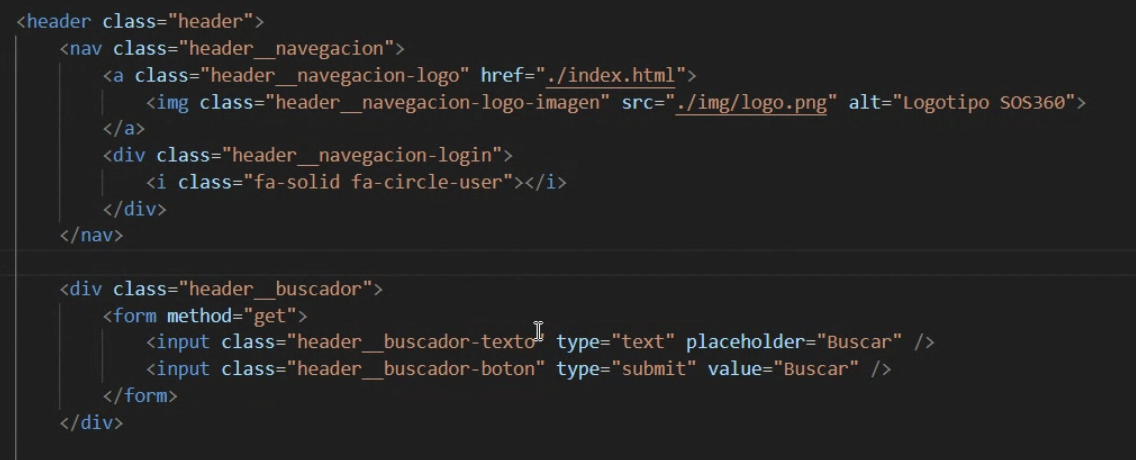 <header class="header">
<nav class="header__navegacion">
<a class="header__navegacion-logo" href="./index.html">
<img class="header__navegacion-logo-imagen" src="./img/logo.png" alt="Logotipo SOS360">
</a>
<div class="header__navegacion-login">
<i class="fa-solid fa-circle-user"></i>
</div>
</nav>
<div class="header__buscador">
<form method="get">
<input class="header__buscador-texto" type="text" placeholder="Buscar" />
<input class="header__buscador-boton" type="submit" value="Buscar" />
</form>
</div>